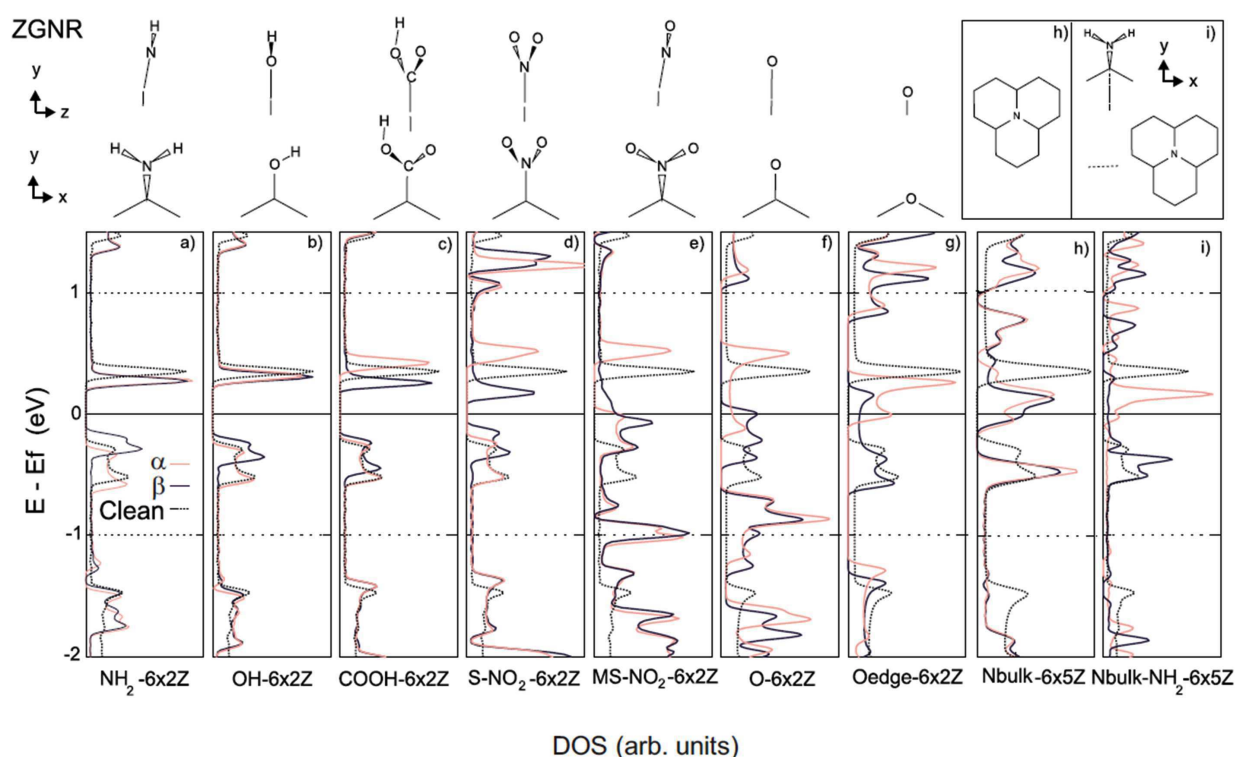 ZGNR
H
N
I
y
z
H
O
I
H
O
O
C
I
O
O
N
I
O
N
I
O
I
O
h)
N
i)
H
H
N
I
y
x
N
y
x
H
H
N
O
H
H
O
O
C
O
O
N
O
O
N
O
O
a)
b)
c)
d)
e)
f)
g)
h)
i)
E - Ef (eV)
1
0
-1
-2
α
β
Clean
NH₂-6x2Z
OH-6x2Z
COOH-6x2Z
S-NO₂-6x2Z
MS-NO₂-6x2Z
O-6x2Z
Oedge-6x2Z
Nbulk-6x5Z
Nbulk-NH₂-6x5Z
DOS (arb. units)